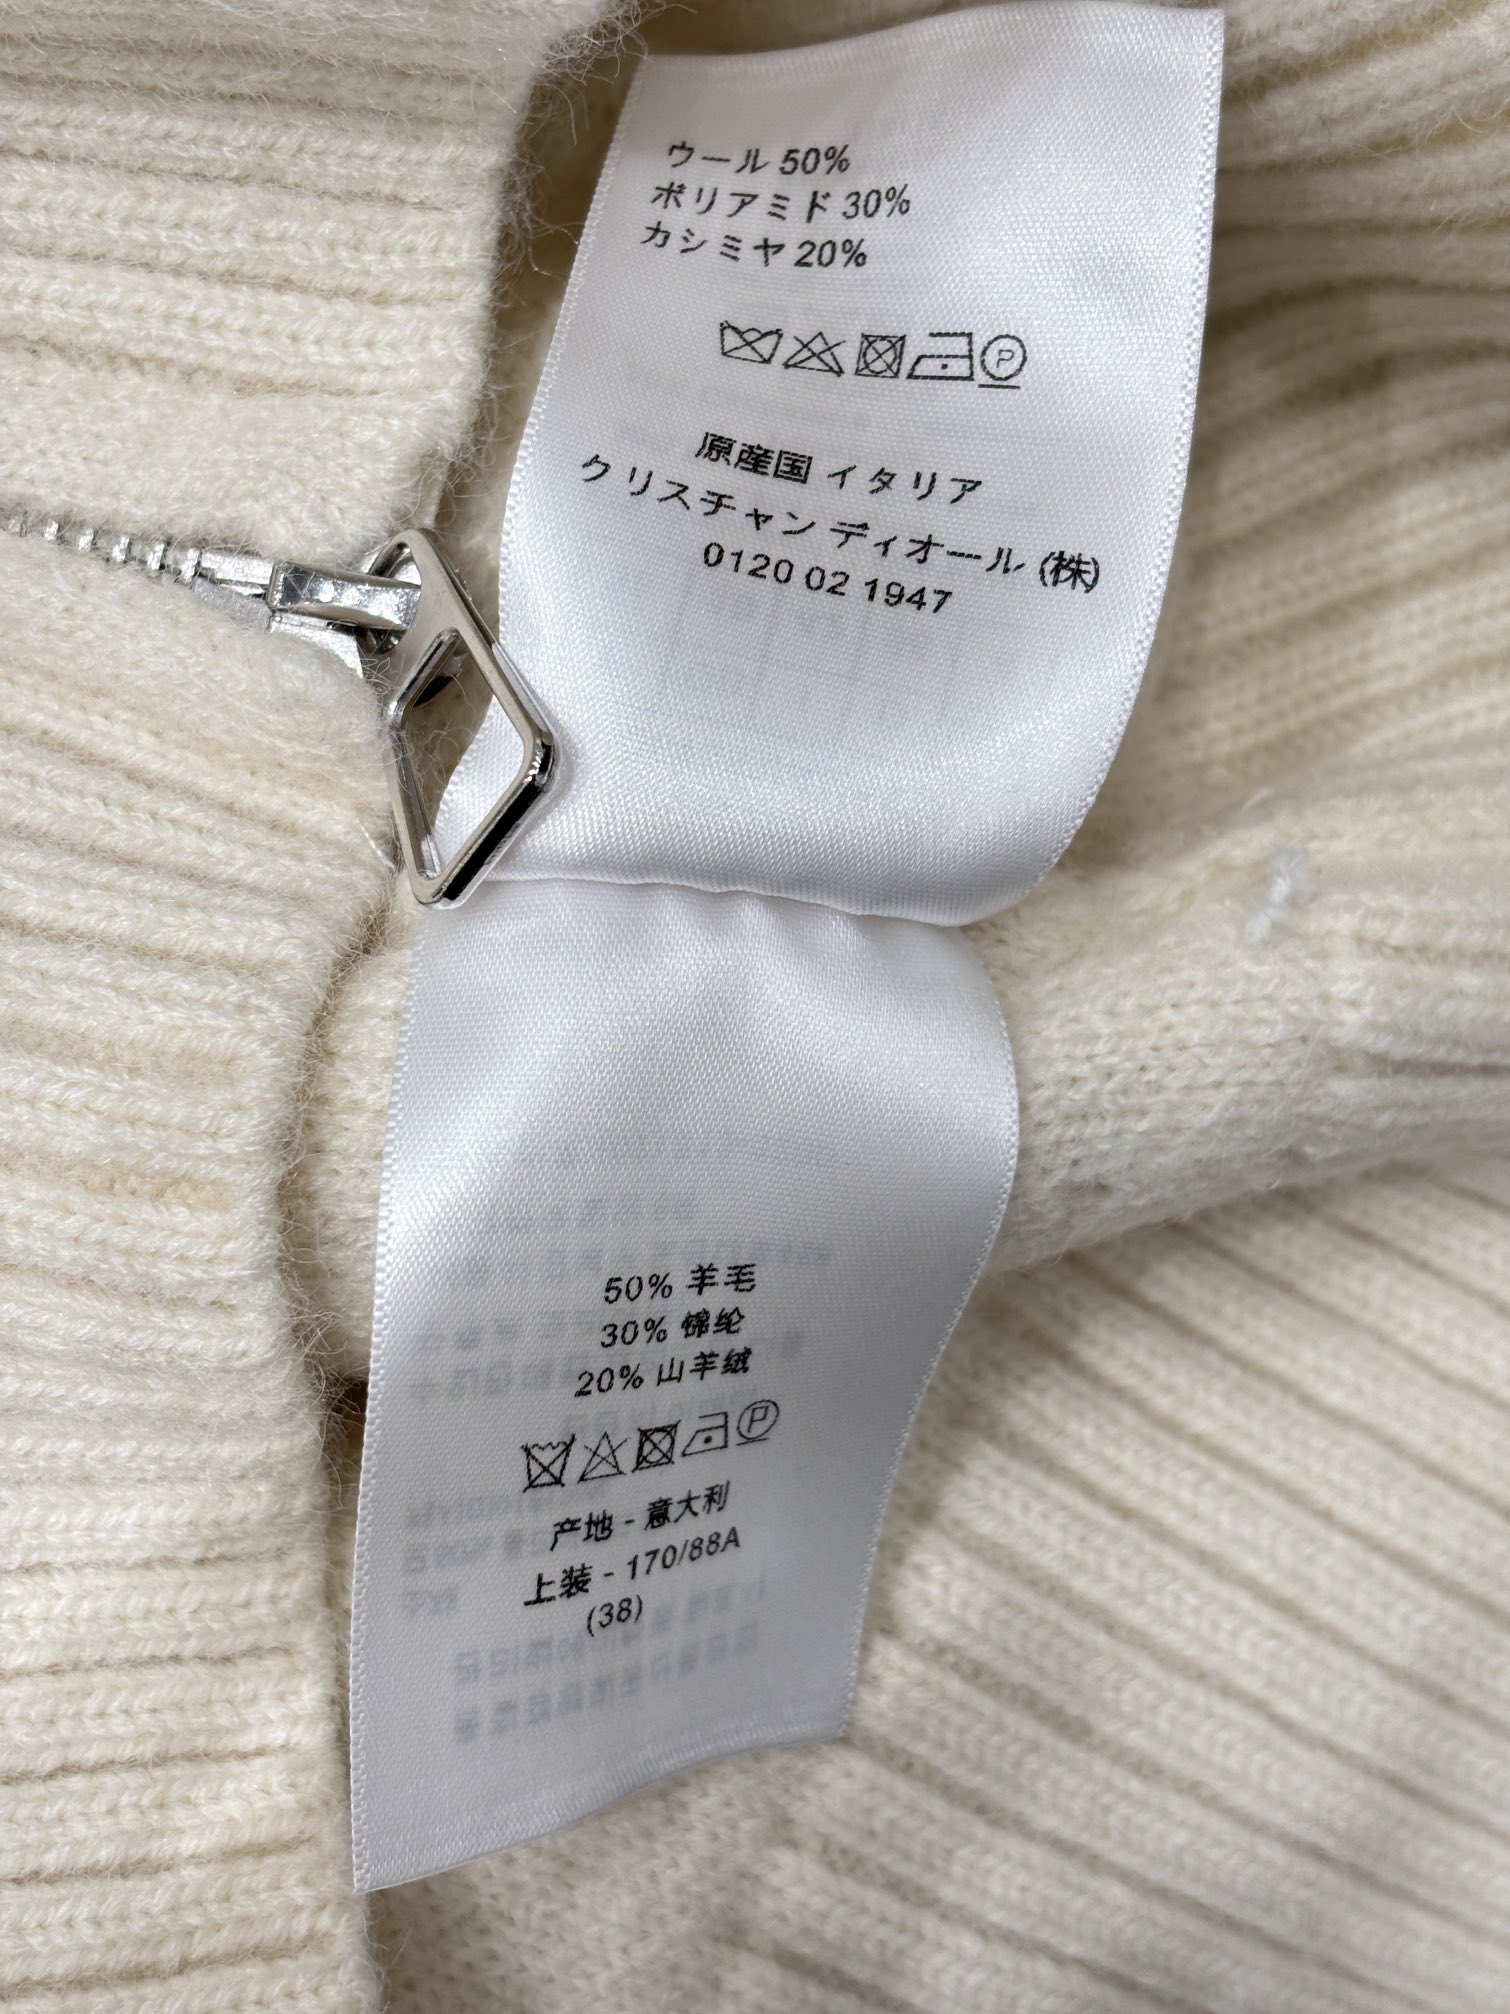 ウール 50%
ポリアミド 30%
カシミヤ 20%
P
原産国 イタリア
クリスチャン ディオール (株)
0120 02 1947
50% 羊毛
30% 锦纶
20% 山羊绒
P
产地 - 意大利
上装 - 170/88A
(38)